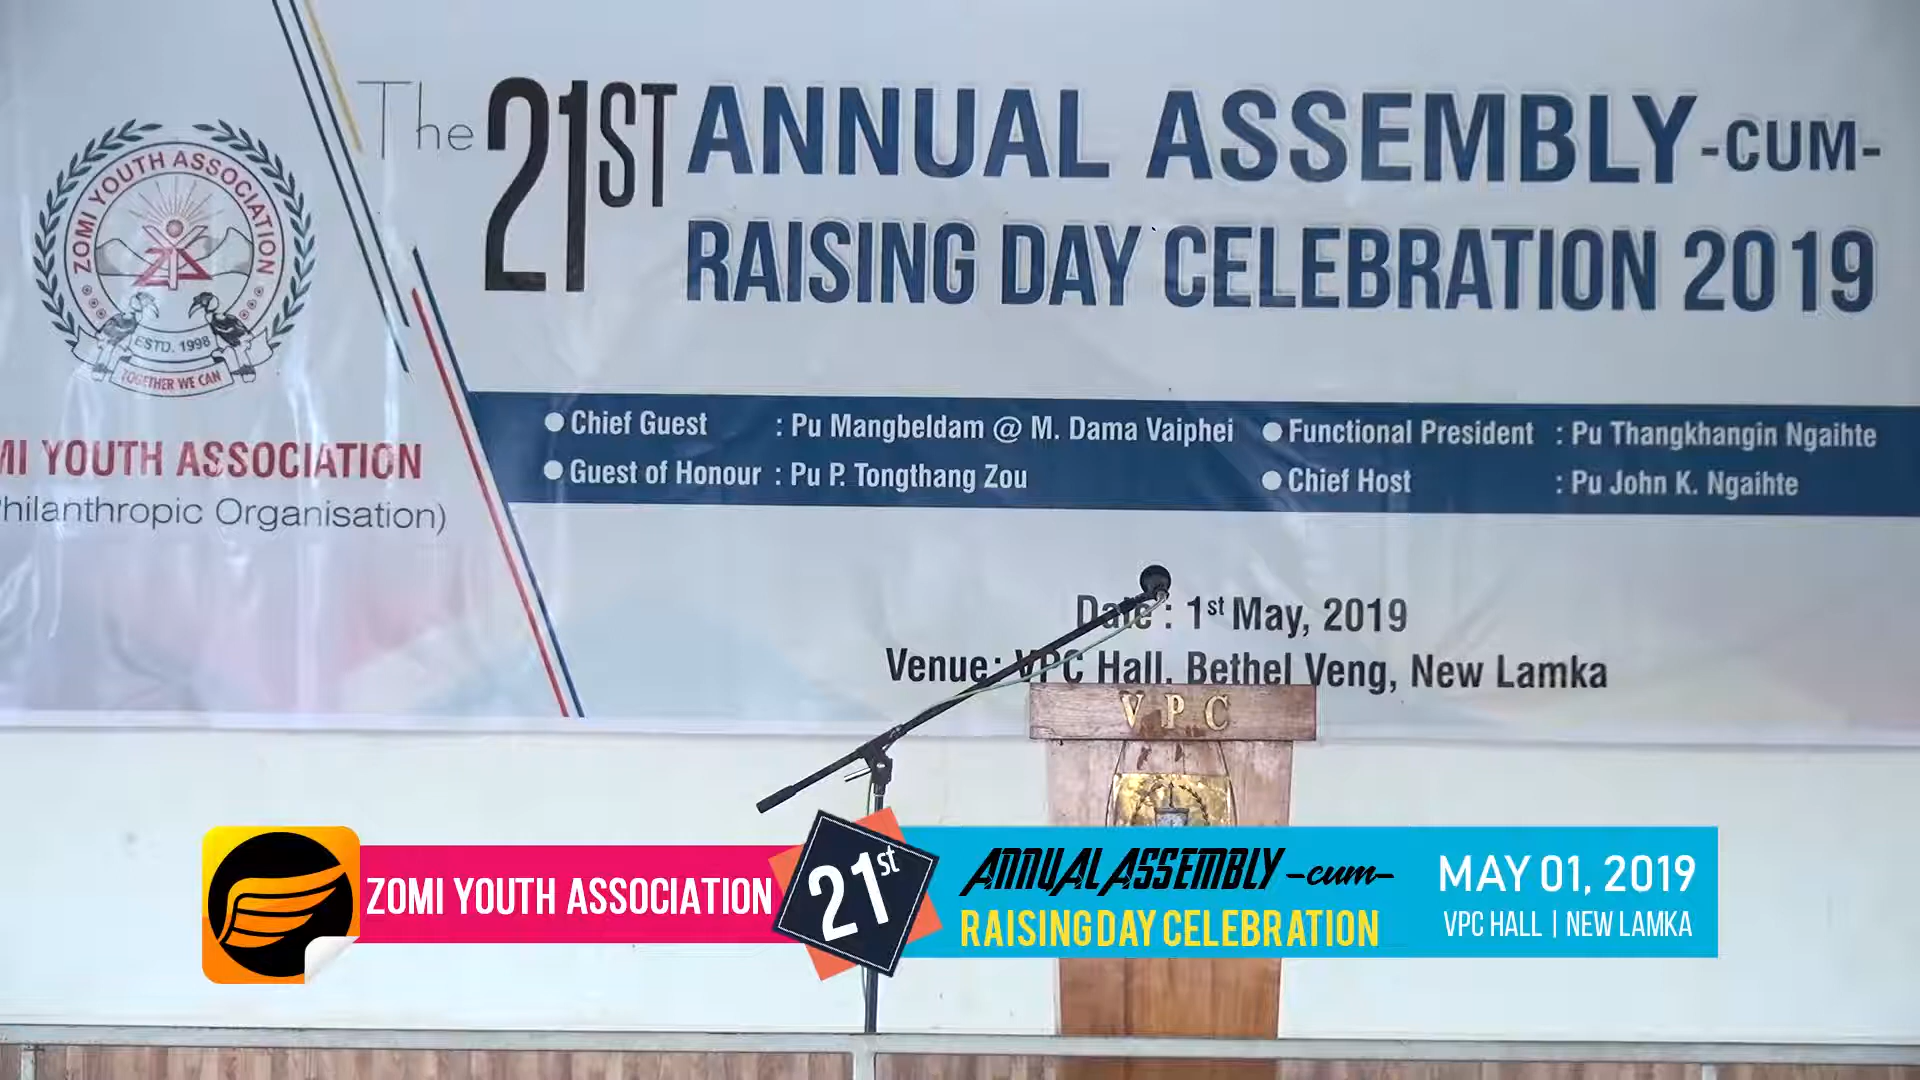 The 21ST ANNUAL ASSEMBLY -CUM-
RAISING DAY CELEBRATION 2019
ZOMI YOUTH ASSOCIATION
ESTD. 1998
TOGETHER WE CAN
MI YOUTH ASSOCIATION
hilanthropic Organisation)
Chief Guest : Pu Mangbeldam @ M. Dama Vaiphei
Guest of Honour : Pu P. Tongthang Zou
Functional President : Pu Thangkhangin Ngaihte
Chief Host : Pu John K. Ngaihte
Date : 1st May, 2019
Venue: VPC Hall, Bethel Veng, New Lamka
VPC
ZOMI YOUTH ASSOCIATION
21st
ANNUAL ASSEMBLY -cum-
RAISING DAY CELEBRATION
MAY 01, 2019
VPC HALL | NEW LAMKA